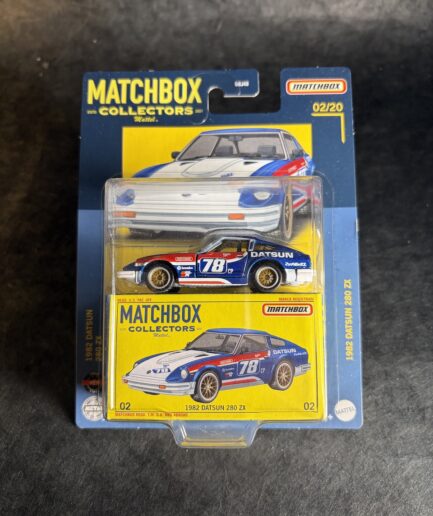 MATCHBOX
COLLECTORS
Mattel
MATCHBOX
02/20
78
DATSUN
MATCHBOX
COLLECTORS
Mattel
MATCHBOX
DATSUN
78
78
02
1982 DATSUN 280 ZX
02
1982 DATSUN
280 ZX
1982 DATSUN 280 ZX
MATTEL